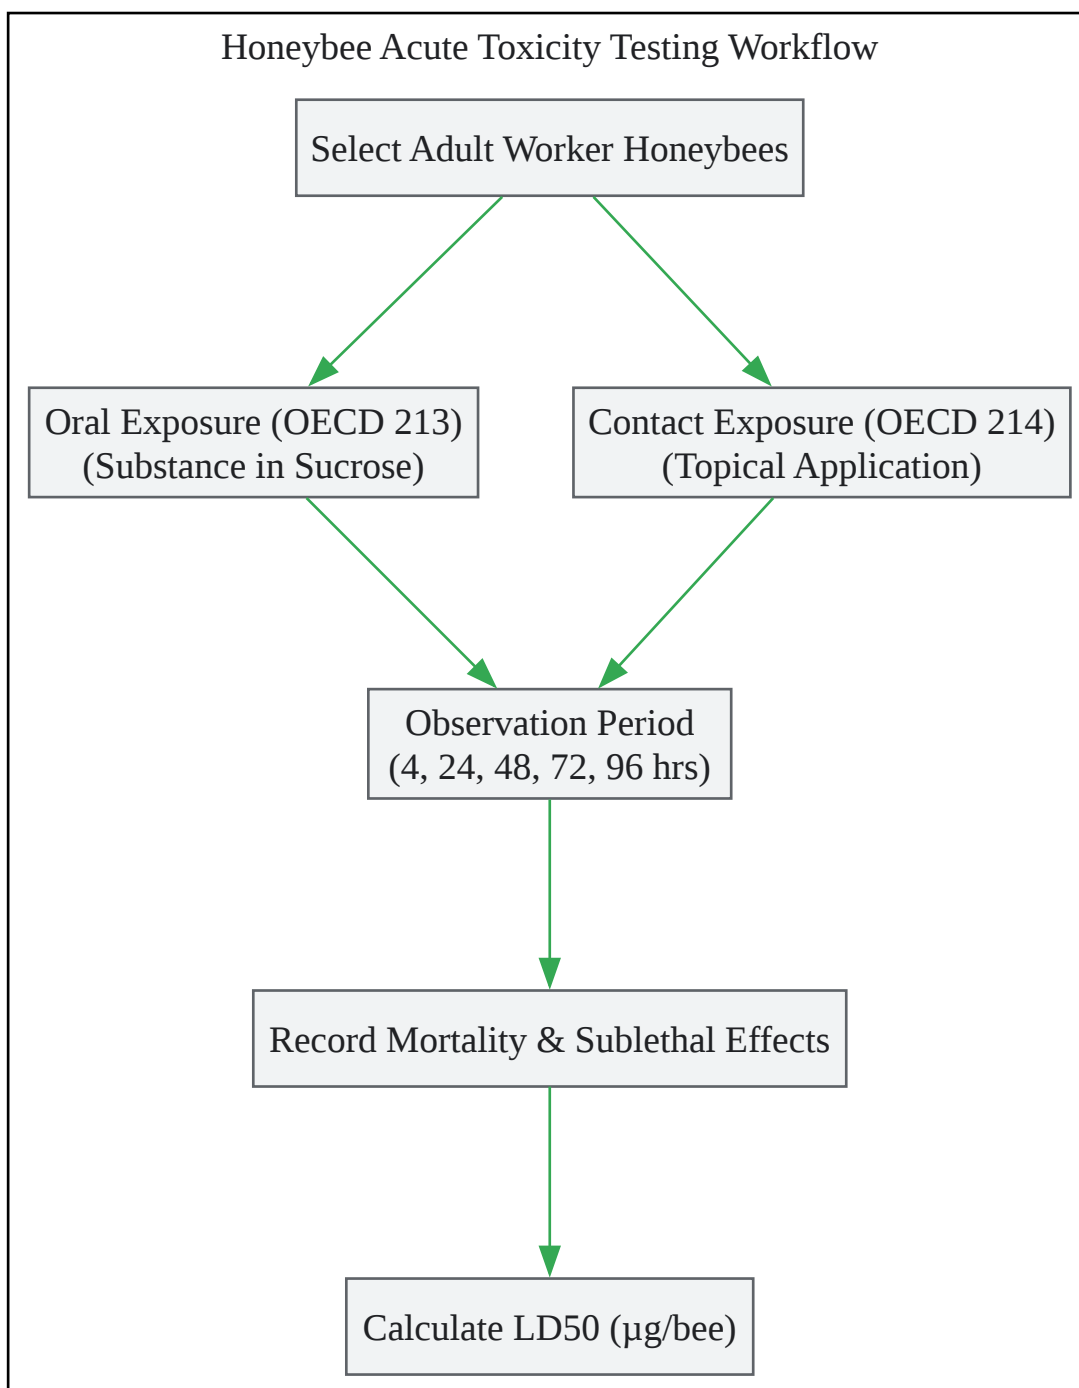 Honeybee Acute Toxicity Testing Workflow
Select Adult Worker Honeybees
Oral Exposure (OECD 213)
(Substance in Sucrose)
Contact Exposure (OECD 214)
(Topical Application)
Observation Period
(4, 24, 48, 72, 96 hrs)
Record Mortality & Sublethal Effects
Calculate LD50 (µg/bee)